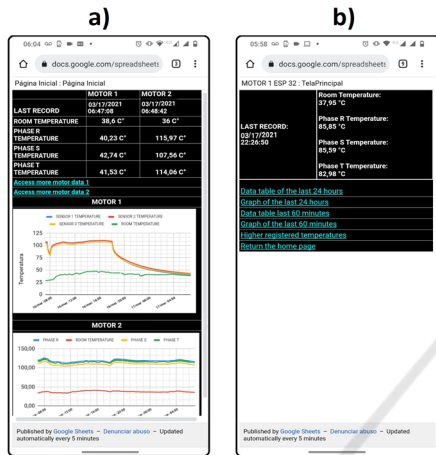 a)
06:04
docs.google.com/spreadsheets
3
Página Inicial : Página Inicial
MOTOR 1 MOTOR 2
LAST RECORD 03/17/2021 06:47:08 03/17/2021 06:48:42
ROOM TEMPERATURE 38,6 C° 36 C°
PHASE R TEMPERATURE 40,23 C° 115,97 C°
PHASE S TEMPERATURE 42,74 C° 107,56 C°
PHASE T TEMPERATURE 41,53 C° 114,06 C°
Access more motor data 1
Access more motor data 2
MOTOR 1
SENSOR 1 TEMPERATURE SENSOR 2 TEMPERATURE
SENSOR 3 TEMPERATURE ROOM TEMPERATURE
Temperatura
125
100
75
50
25
0
MOTOR 2
PHASE R ROOM TEMPERATURE PHASE S PHASE T
150,00
100,00
50,00
0,00
Published by Google Sheets – Denunciar abuso – Updated
automatically every 5 minutes
b)
05:58
docs.google.com/spreadsheets
9
MOTOR 1 ESP 32 : TelaPrincipal
LAST RECORD:
03/17/2021
22:26:50
Room Temperature:
37,95 °C
Phase R Temperature:
85,85 °C
Phase S Temperature:
85,59 °C
Phase T Temperature:
82,98 °C
Data table of the last 24 hours
Graph of the last 24 hours
Data table last 60 minutes
Graph of the last 60 minutes
Higher registered temperatures
Return the home page
Published by Google Sheets – Denunciar abuso – Updated
automatically every 5 minutes